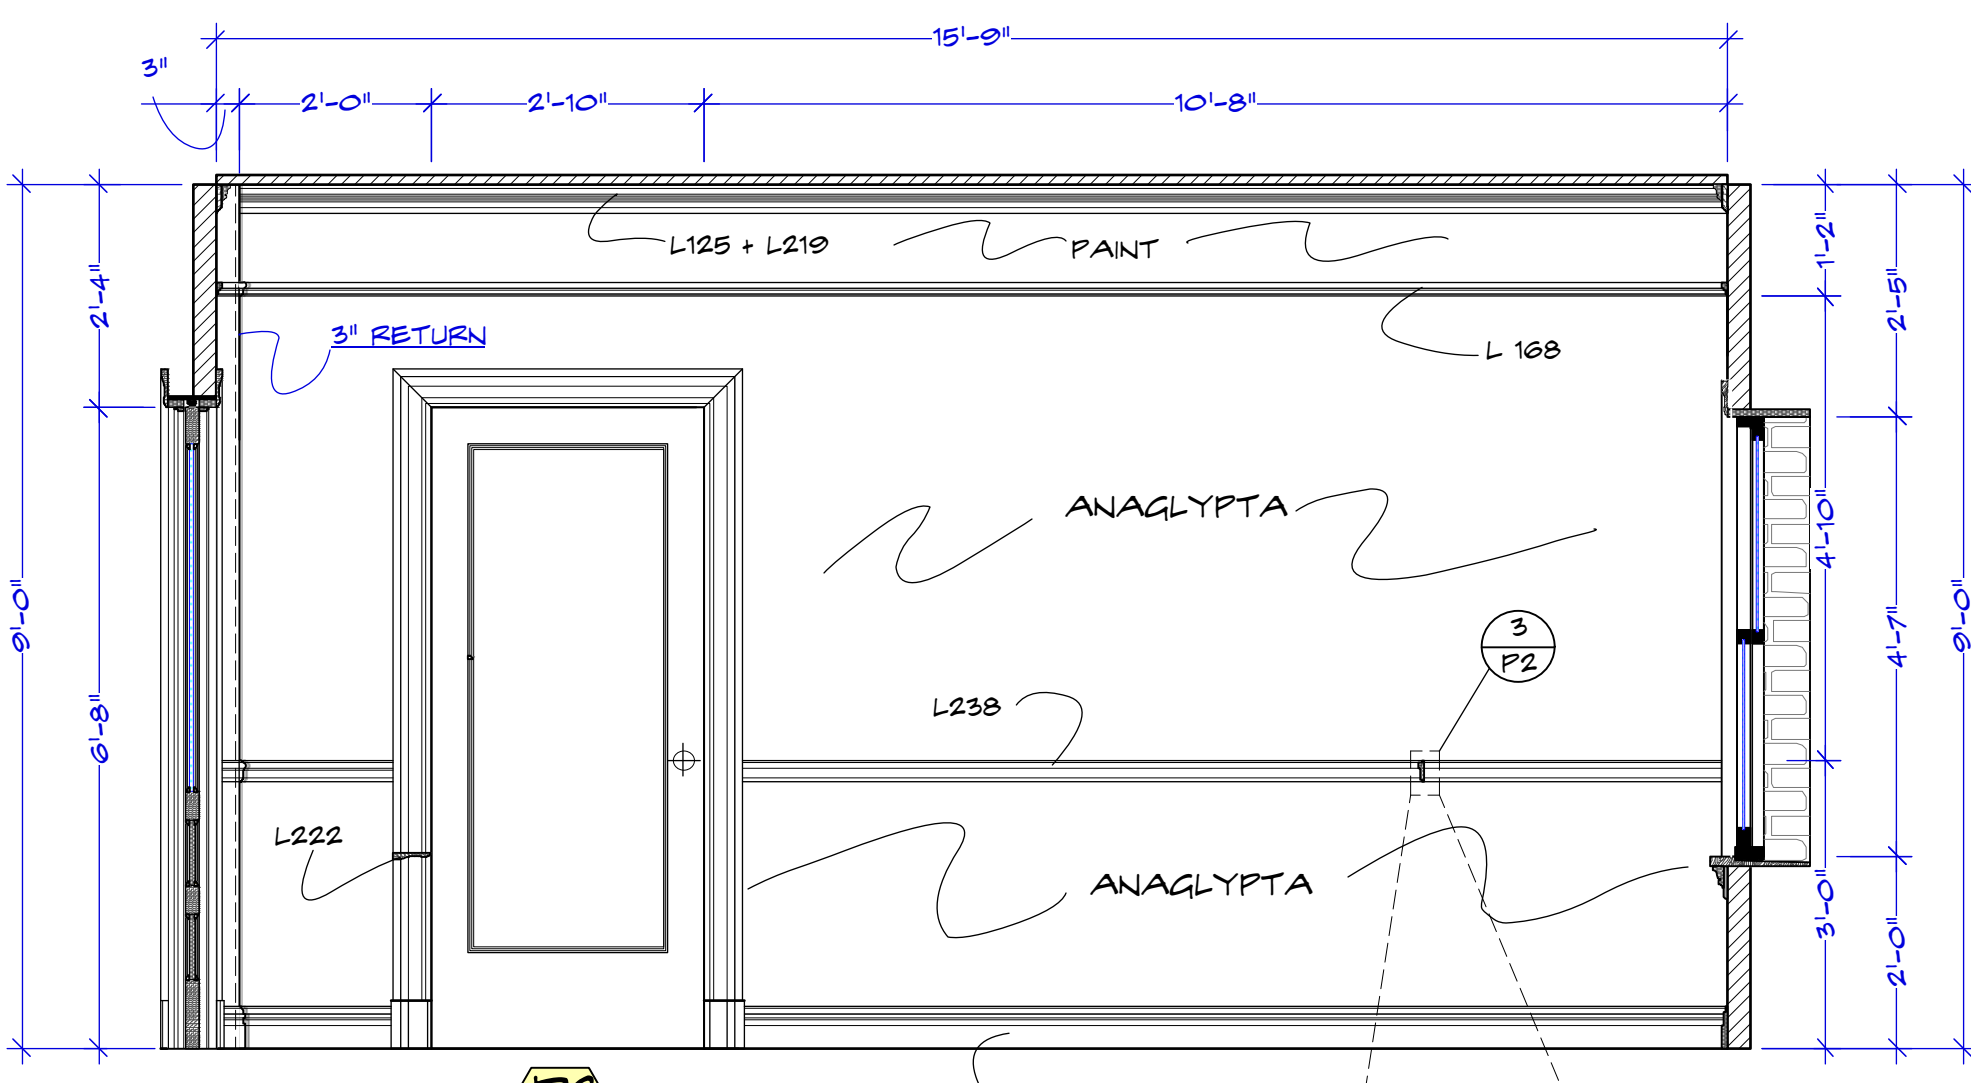 15'-9"
3"
2'-0"
2'-10"
10'-8"
L125 + L219
PAINT
1'-2"
2'-4"
2'-5"
3" RETURN
L 168
ANAGLYPTA
4'-10"
9'-0"
9'-0"
3
P2
4'-7"
6'-8"
L238
L222
ANAGLYPTA
3'-0"
2'-0"